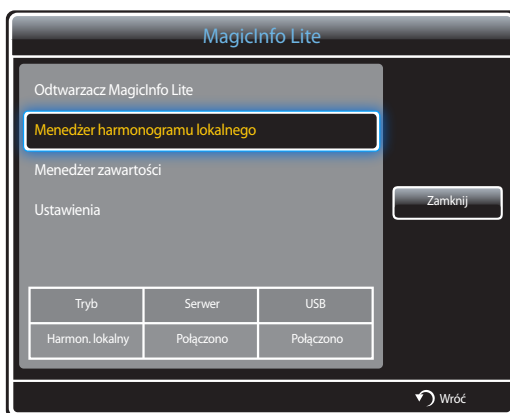 MagicInfo Lite
Odtwarzacz MagicInfo Lite
Menedżer harmonogramu lokalnego
Menedżer zawartości
Ustawienia
Zamknij
Tryb Serwer USB
Harmon. lokalny Połączono Połączono
Wróć